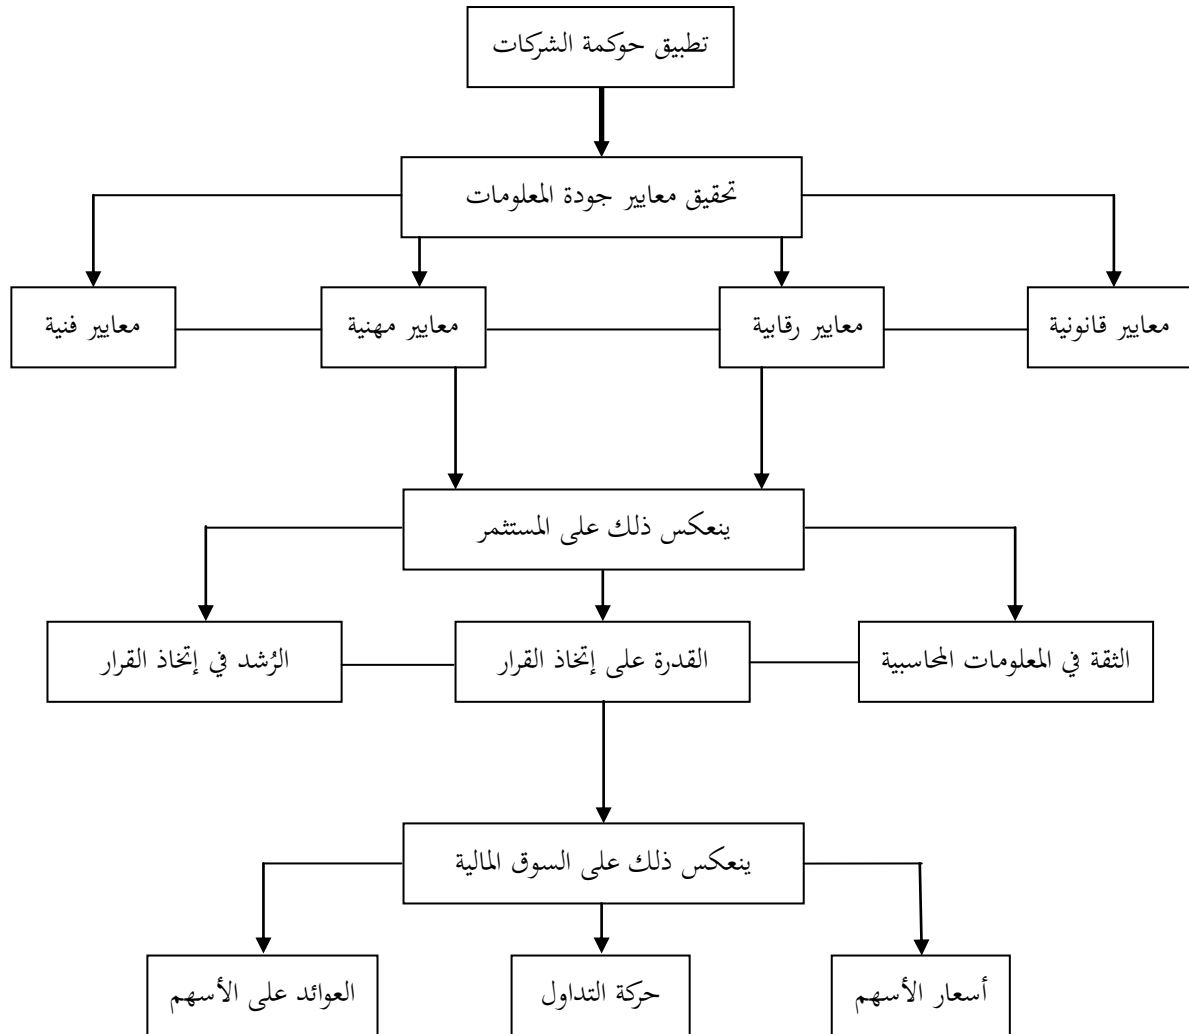 تطبيق حوكمة الشركات
تحقيق معايير جودة المعلومات
معايير قانونية
معايير رقابية
معايير مهنية
معايير فنية
ينعكس ذلك على المستثمر
الثقة في المعلومات المحاسبية
القدرة على إتخاذ القرار
الرُشد في إتخاذ القرار
ينعكس ذلك على السوق المالية
أسعار الأسهم
حركة التداول
العوائد على الأسهم